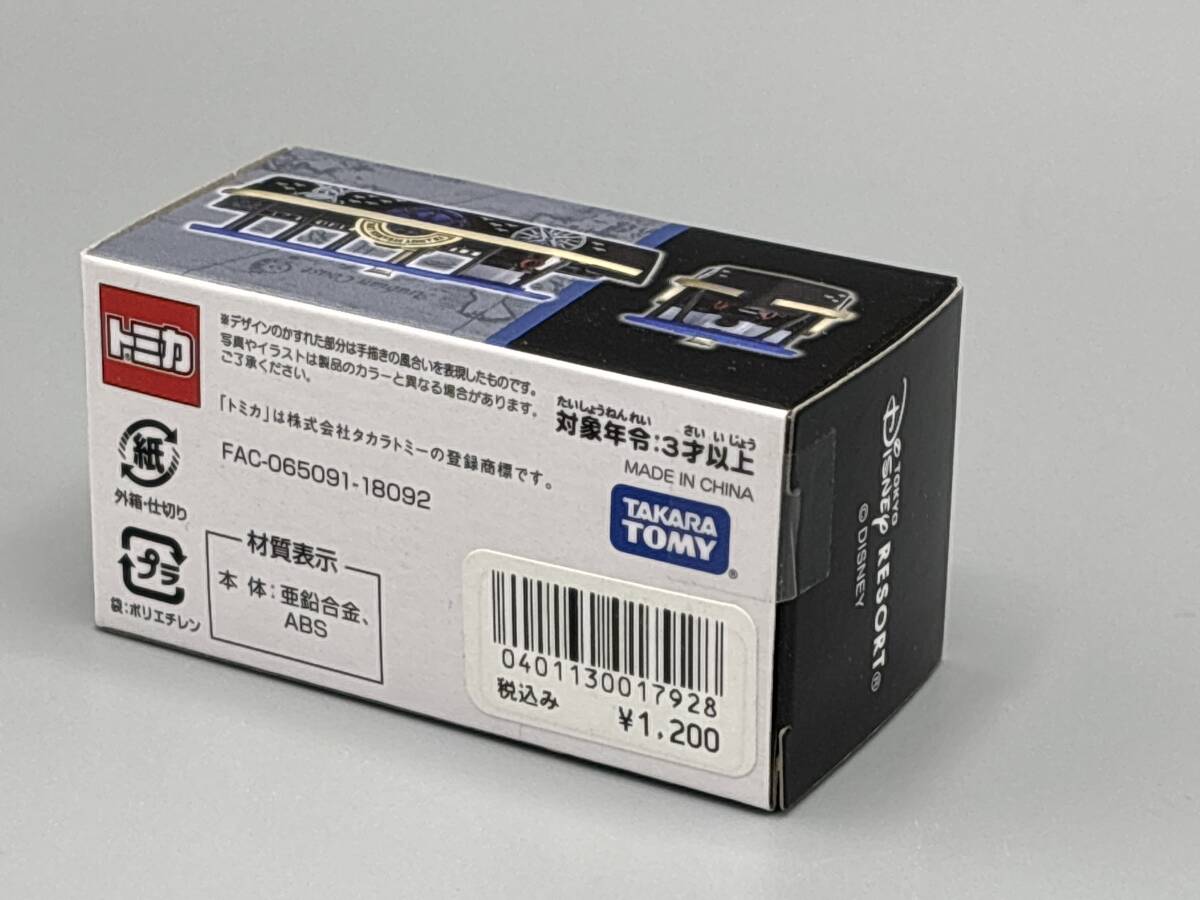 トミカ
※デザインのかすれた部分は手描きの風合いを表現したものです。
写真やイラストは製品のカラーと異なる場合があります。
ご了承ください。
「トミカ」は株式会社タカラトミーの登録商標です。
FAC-065091-18092
たいしょうねんれい さいいじょう
対象年令:3才以上
MADE IN CHINA
TAKARA
TOMY®
紙
外箱・仕切り
プラ
袋:ポリエチレン
材質表示
本 体:亜鉛合金、
ABS
0401130017928
税込み
¥1,200
TOKYO
DISNEY RESORT®
© DISNEY